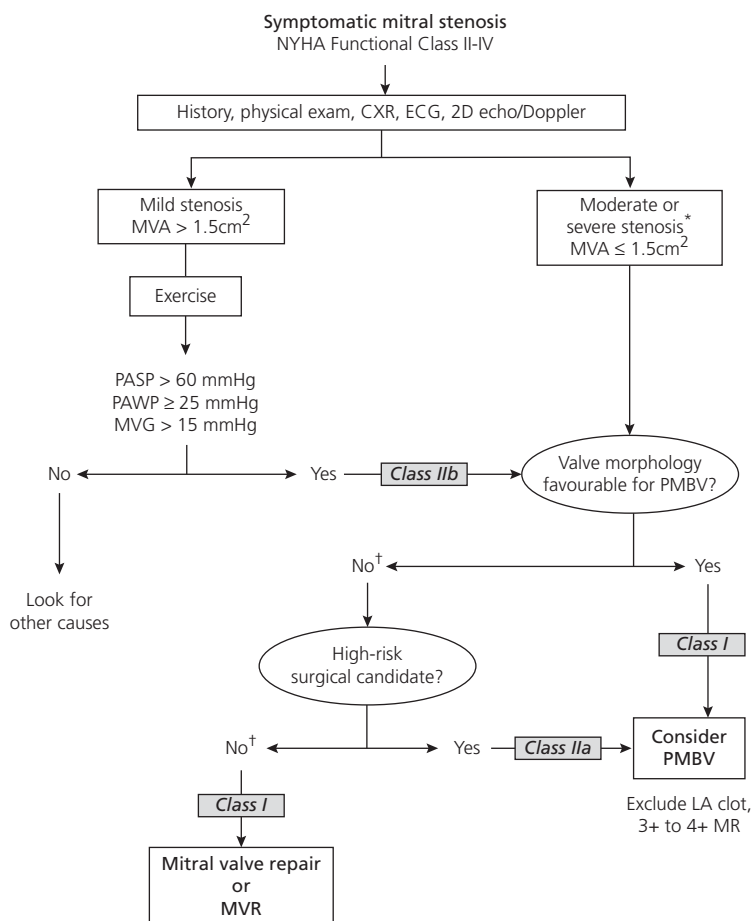 Symptomatic mitral stenosis
NYHA Functional Class II-IV
History, physical exam, CXR, ECG, 2D echo/Doppler
Mild stenosis
MVA > 1.5cm²
Moderate or
severe stenosis*
MVA ≤ 1.5cm²
Exercise
PASP > 60 mmHg
PAWP ≥ 25 mmHg
MVG > 15 mmHg
No
Yes
Class IIb
Valve morphology
favourable for PMBV?
Look for
other causes
No†
Yes
High-risk
surgical candidate?
Class I
No†
Yes
Class IIa
Consider
PMBV
Class I
Exclude LA clot,
3+ to 4+ MR
Mitral valve repair
or
MVR